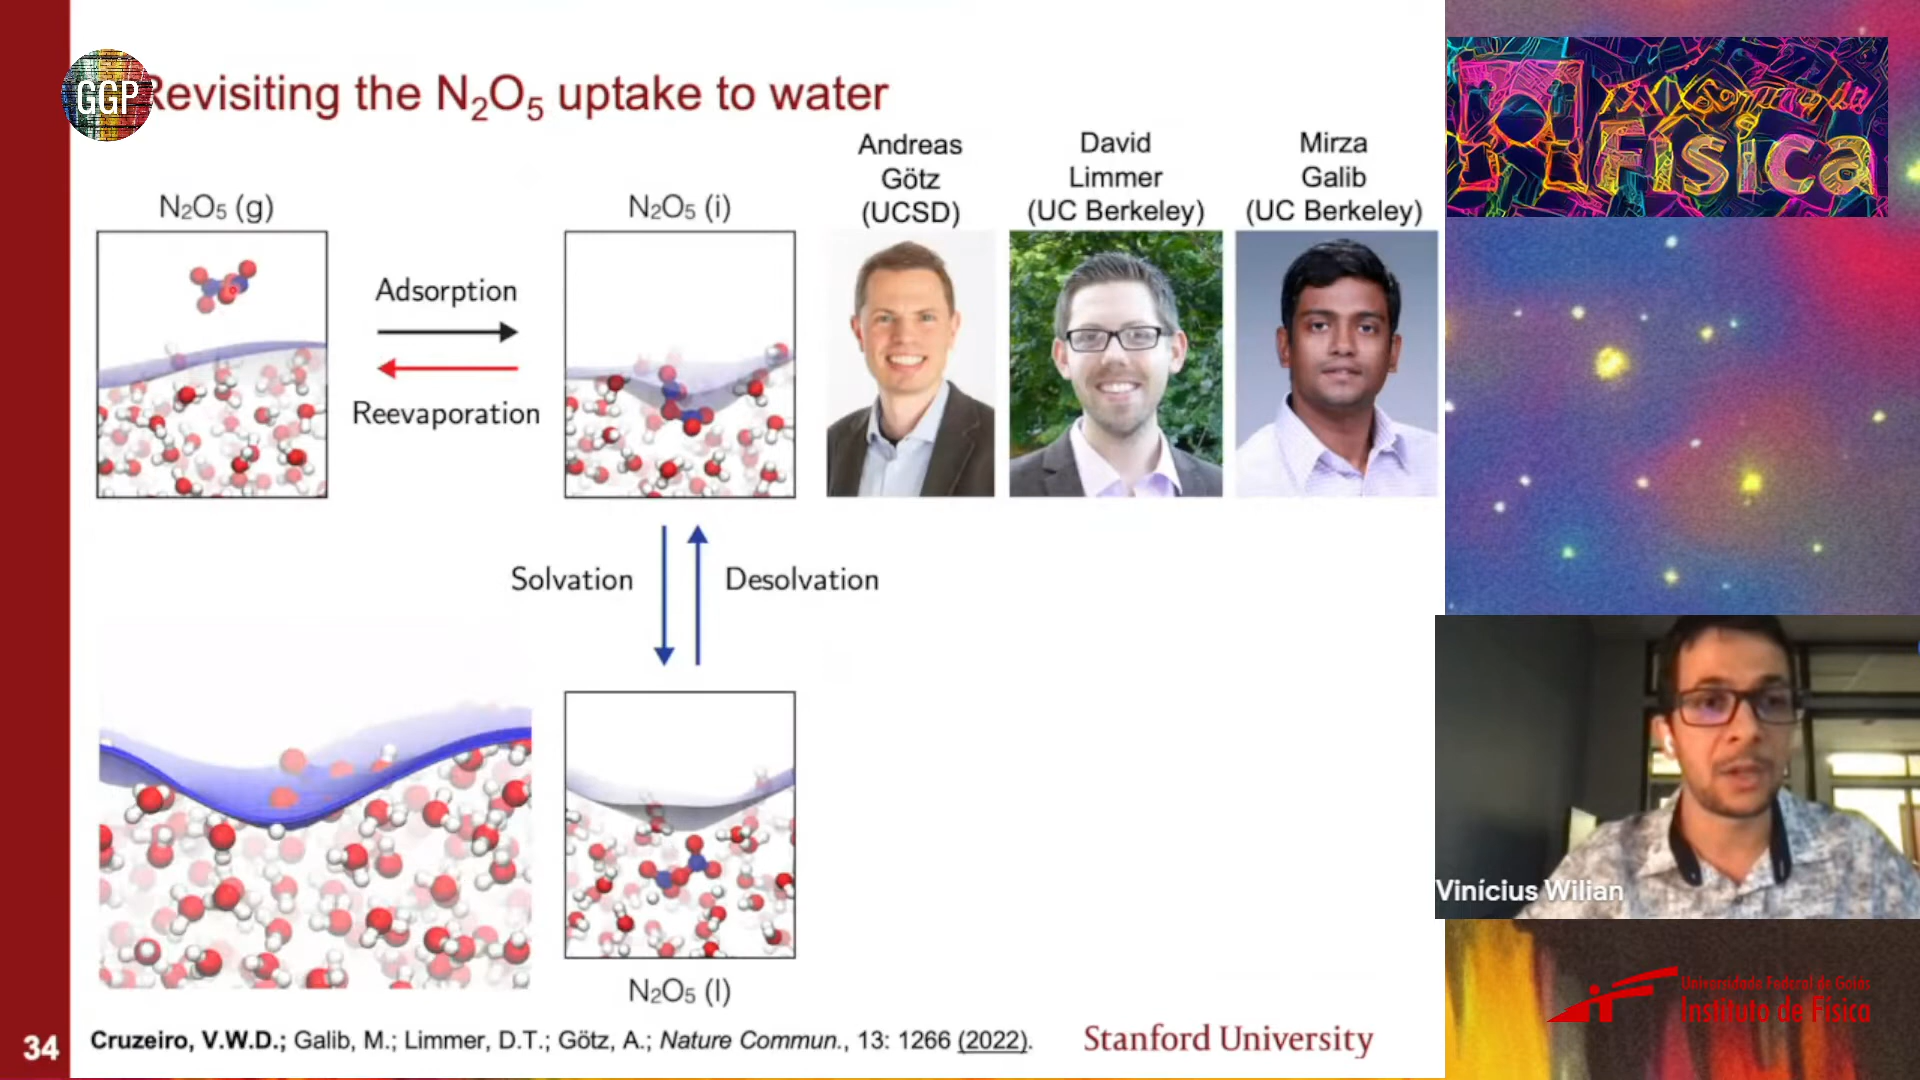 GGP
Revisiting the N₂O₅ uptake to water
Andreas
Götz
(UCSD)
David
Limmer
(UC Berkeley)
Mirza
Galib
(UC Berkeley)
N₂O₅ (g)
N₂O₅ (i)
Adsorption
Reevaporation
Solvation
Desolvation
N₂O₅ (l)
Cruzeiro, V.W.D.; Galib, M.; Limmer, D.T.; Götz, A.; Nature Commun., 13: 1266 (2022).
Stanford University
34
Física
Vinícius Wilian
Universidade Federal de Goiás
Instituto de Física